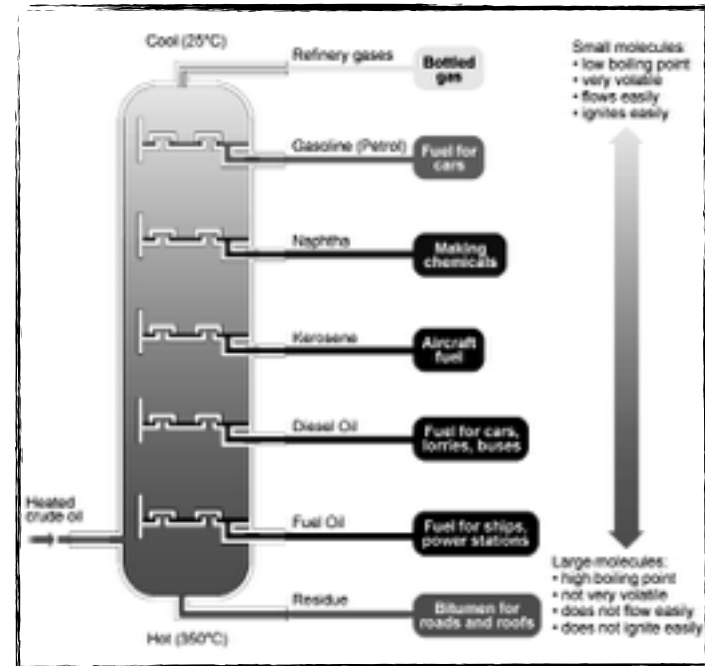 Cool (25°C)
Refinery gases
Bottled
gas
Small molecules:
• low boiling point
• very volatile
• flows easily
• ignites easily
Gasoline (Petrol)
Fuel for
cars
Naphtha
Making
chemicals
Kerosene
Aircraft
fuel
Diesel Oil
Fuel for cars,
lorries, buses
Heated
crude oil
Fuel Oil
Fuel for ships,
power stations
Large molecules:
• high boiling point
• not very volatile
• does not flow easily
• does not ignite easily
Residue
Bitumen for
roads and roofs
Hot (350°C)